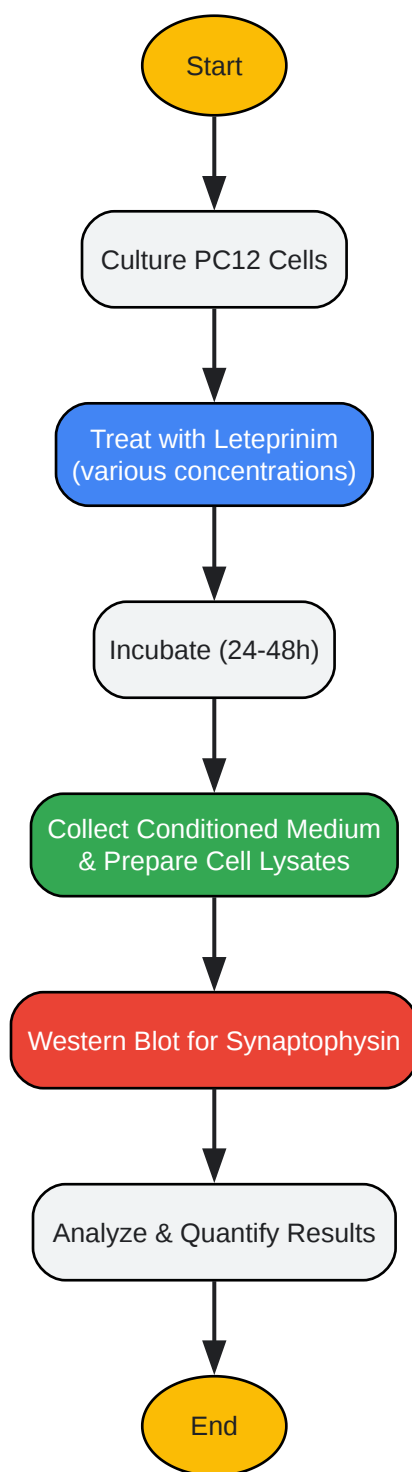 Start
Culture PC12 Cells
Treat with Leteprinim
(various concentrations)
Incubate (24-48h)
Collect Conditioned Medium
& Prepare Cell Lysates
Western Blot for Synaptophysin
Analyze & Quantify Results
End